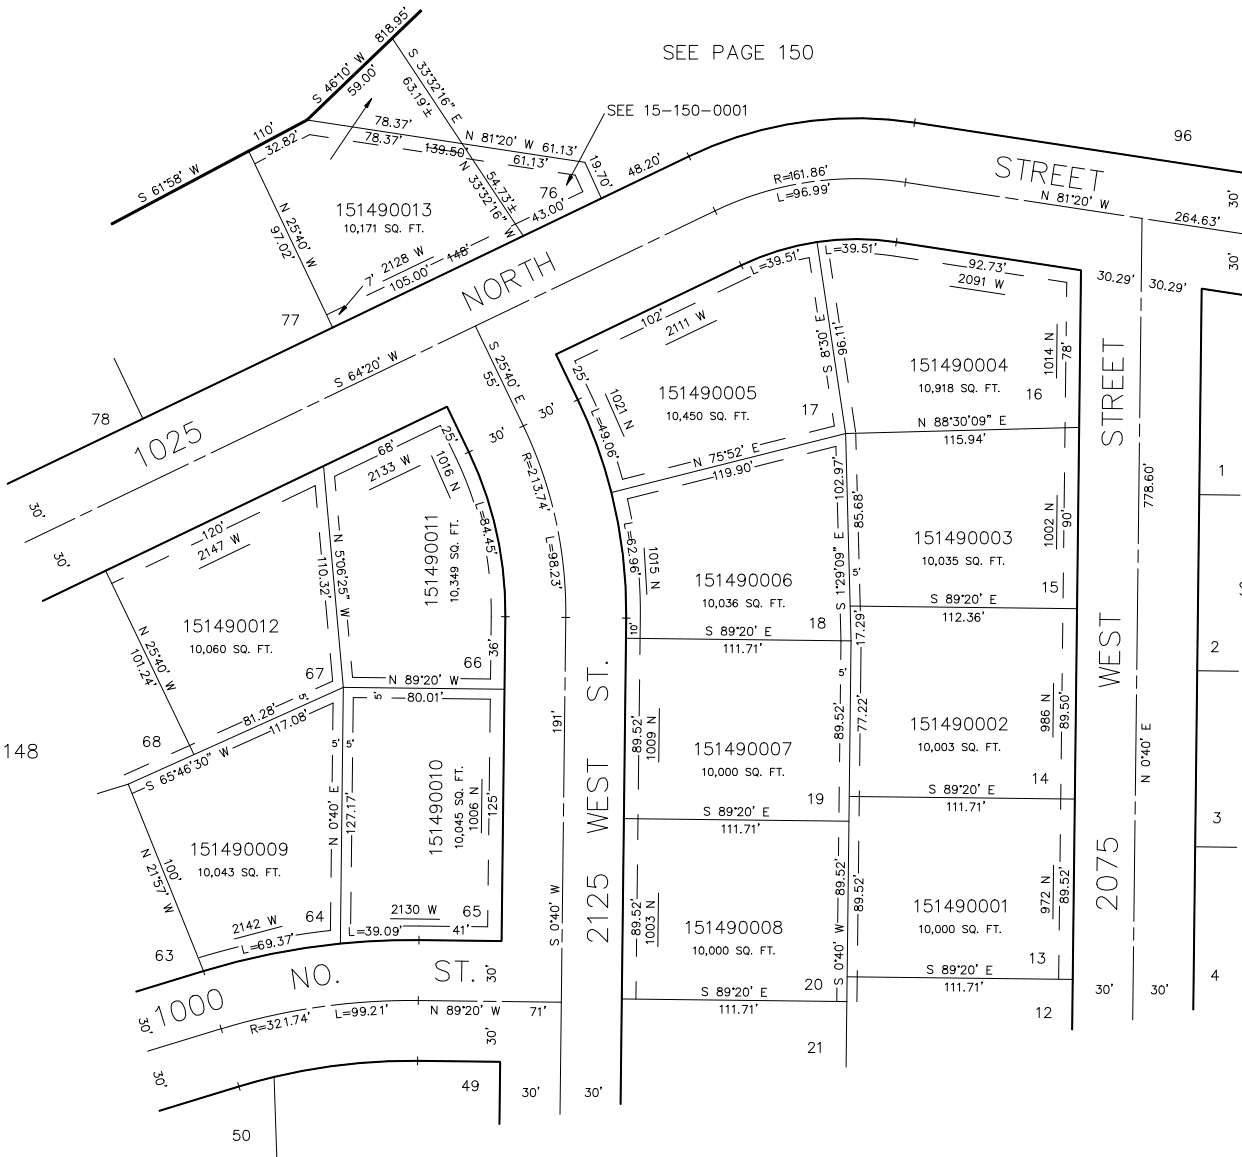 SEE PAGE 150
SEE 15-150-0001
818.95'
S 46°10' W
59.00'
S 33°32'16" E
63.19'±
110'
32.82'
S 61°58' W
78.37'
N 81°20' W 61.13'
78.37'
139.50'
61.13'
19.70'
48.20'
N 33°32'16" W
54.73'±
76
43.00'
151490013
10,171 SQ. FT.
N 25°40' W
97.02'
7'
2128 W
105.00'
148'
77
78
96
R=161.86'
L=96.99'
STREET
N 81°20' W
264.63'
30'
30'
NORTH
1025
S 64°20' W
30'
30'
L=39.51'
L=39.51'
92.73'
2091 W
30.29'
30.29'
102'
2111 W
S 8°30' E
96.11'
1014 N
78'
151490004
10,918 SQ. FT.
16
151490005
10,450 SQ. FT.
17
25'
1021 N
L=49.06'
N 75°52' E
119.90'
N 88°30'09" E
115.94'
S 25°40' E
55'
30'
30'
R=213.74'
L=98.23'
191'
S 0°40' W
25'
68'
2133 W
1016 N
L=84.45'
151490011
10,349 SQ. FT.
36'
66
N 89°20' W
80.01'
120'
2147 W
N 5°06'25" W
110.32'
151490012
10,060 SQ. FT.
67
N 25°40' W
101.24'
81.28'
5'
117.08'
S 65°46'30" W
68
148
L=62.96'
1015 N
10'
151490006
10,036 SQ. FT.
18
S 89°20' E
111.71'
102.97'
S 1°29'09" E
85.68'
5'
17.29'
5'
151490003
10,035 SQ. FT.
15
1002 N
90'
S 89°20' E
112.36'
151490002
10,003 SQ. FT.
14
986 N
89.50'
S 89°20' E
111.71'
77.22'
89.52'
151490007
10,000 SQ. FT.
19
89.52'
1009 N
S 89°20' E
111.71'
151490008
10,000 SQ. FT.
20
89.52'
1003 N
S 89°20' E
111.71'
89.52'
89.52'
S 0°40' W
151490001
10,000 SQ. FT.
13
972 N
89.52'
S 89°20' E
111.71'
12
21
STREET
WEST
2075
778.60'
N 0°40' E
30'
30'
1
2
3
4
ST.
WEST
2125
30'
30'
5'
5'
5'
N 0°40' E
127.17'
151490010
10,045 SQ. FT.
1006 N
125'
2130 W
65
L=39.09'
41'
151490009
10,043 SQ. FT.
64
N 21°57' W
100'
2142 W
L=69.37'
63
1000
NO.
ST.
30'
30'
30'
30'
R=321.74'
L=99.21'
N 89°20' W
71'
49
50